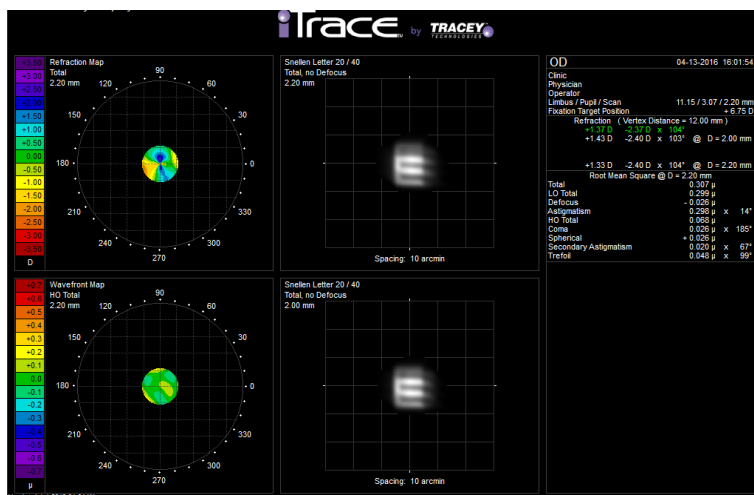 iTrace by TRACEY TECHNOLOGIES
Refraction Map
Total
2.20 mm
+3.50
+3.00
+2.50
+2.00
+1.50
+1.00
+0.50
0.00
-0.50
-1.00
-1.50
-2.00
-2.50
-3.00
-3.50
D
90
120
60
150
30
180
0
210
330
240
300
270
Snellen Letter 20 / 40
Total, no Defocus
2.20 mm
E
Spacing: 10 arcmin
OD 04-13-2016 16:01:54
Clinic
Physician
Operator
Limbus / Pupil / Scan 11.15 / 3.07 / 2.20 mm
Fixation Target Position + 6.75 D
Refraction ( Vertex Distance = 12.00 mm )
+1.37 D -2.37 D x 104°
+1.43 D -2.40 D x 103° @ D = 2.00 mm
+1.33 D -2.40 D x 104° @ D = 2.20 mm
Root Mean Square @ D = 2.20 mm
Total 0.307 µ
LO Total 0.299 µ
Defocus - 0.026 µ
Astigmatism 0.298 µ x 14°
HO Total 0.068 µ
Coma 0.026 µ x 185°
Spherical + 0.026 µ
Secondary Astigmatism 0.020 µ x 67°
Trefoil 0.048 µ x 99°
Wavefront Map
HO Total
2.20 mm
+0.7
+0.6
+0.5
+0.4
+0.3
+0.2
+0.1
0.0
-0.1
-0.2
-0.3
-0.4
-0.5
-0.6
-0.7
µ
90
120
60
150
30
180
0
210
330
240
300
270
Snellen Letter 20 / 40
Total, no Defocus
2.00 mm
E
Spacing: 10 arcmin